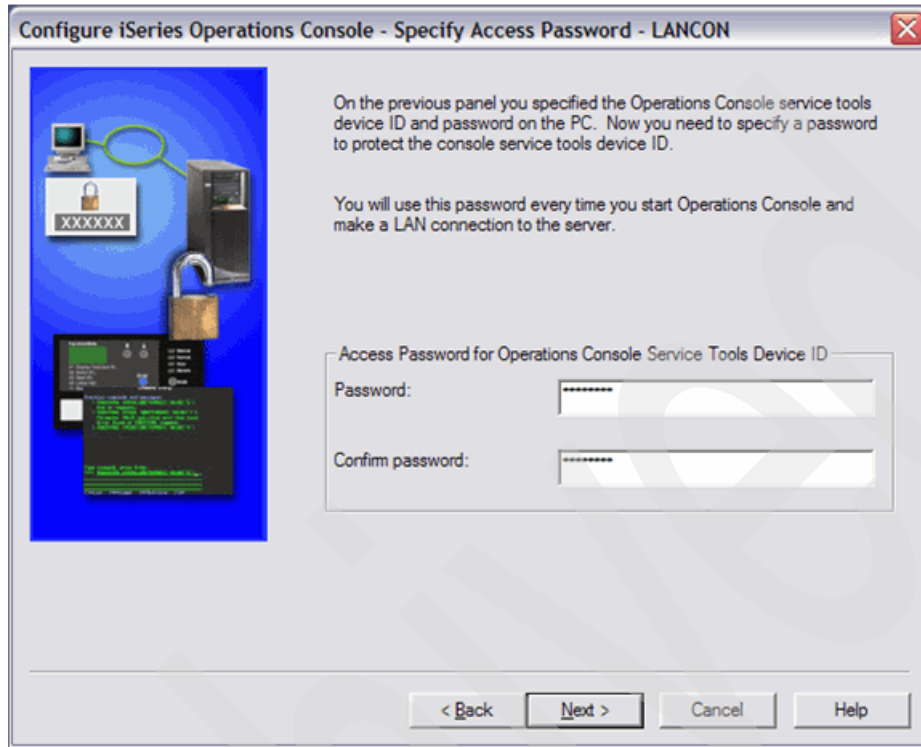 Configure iSeries Operations Console - Specify Access Password - LANCON
On the previous panel you specified the Operations Console service tools
device ID and password on the PC. Now you need to specify a password
to protect the console service tools device ID.
You will use this password every time you start Operations Console and
make a LAN connection to the server.
XXXXXX
Access Password for Operations Console Service Tools Device ID
Password: ********
Confirm password: ********
< Back Next > Cancel Help